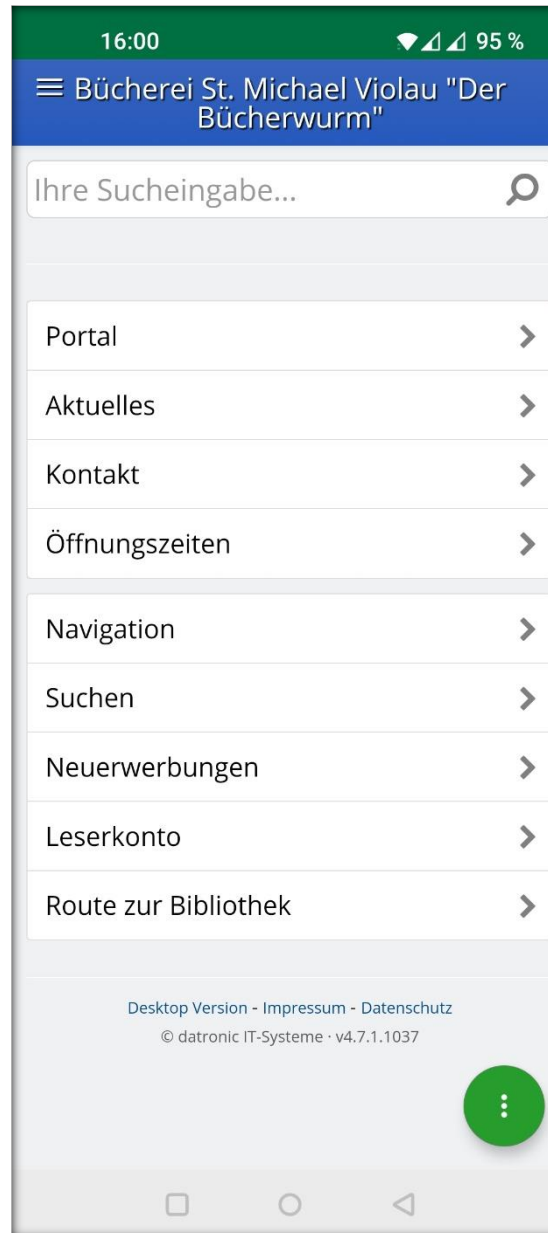 16:00 95 %
Bücherei St. Michael Violau "Der
Bücherwurm"
Ihre Sucheingabe...
Portal
Aktuelles
Kontakt
Öffnungszeiten
Navigation
Suchen
Neuerwerbungen
Leserkonto
Route zur Bibliothek
Desktop Version - Impressum - Datenschutz
© datronic IT-Systeme · v4.7.1.1037